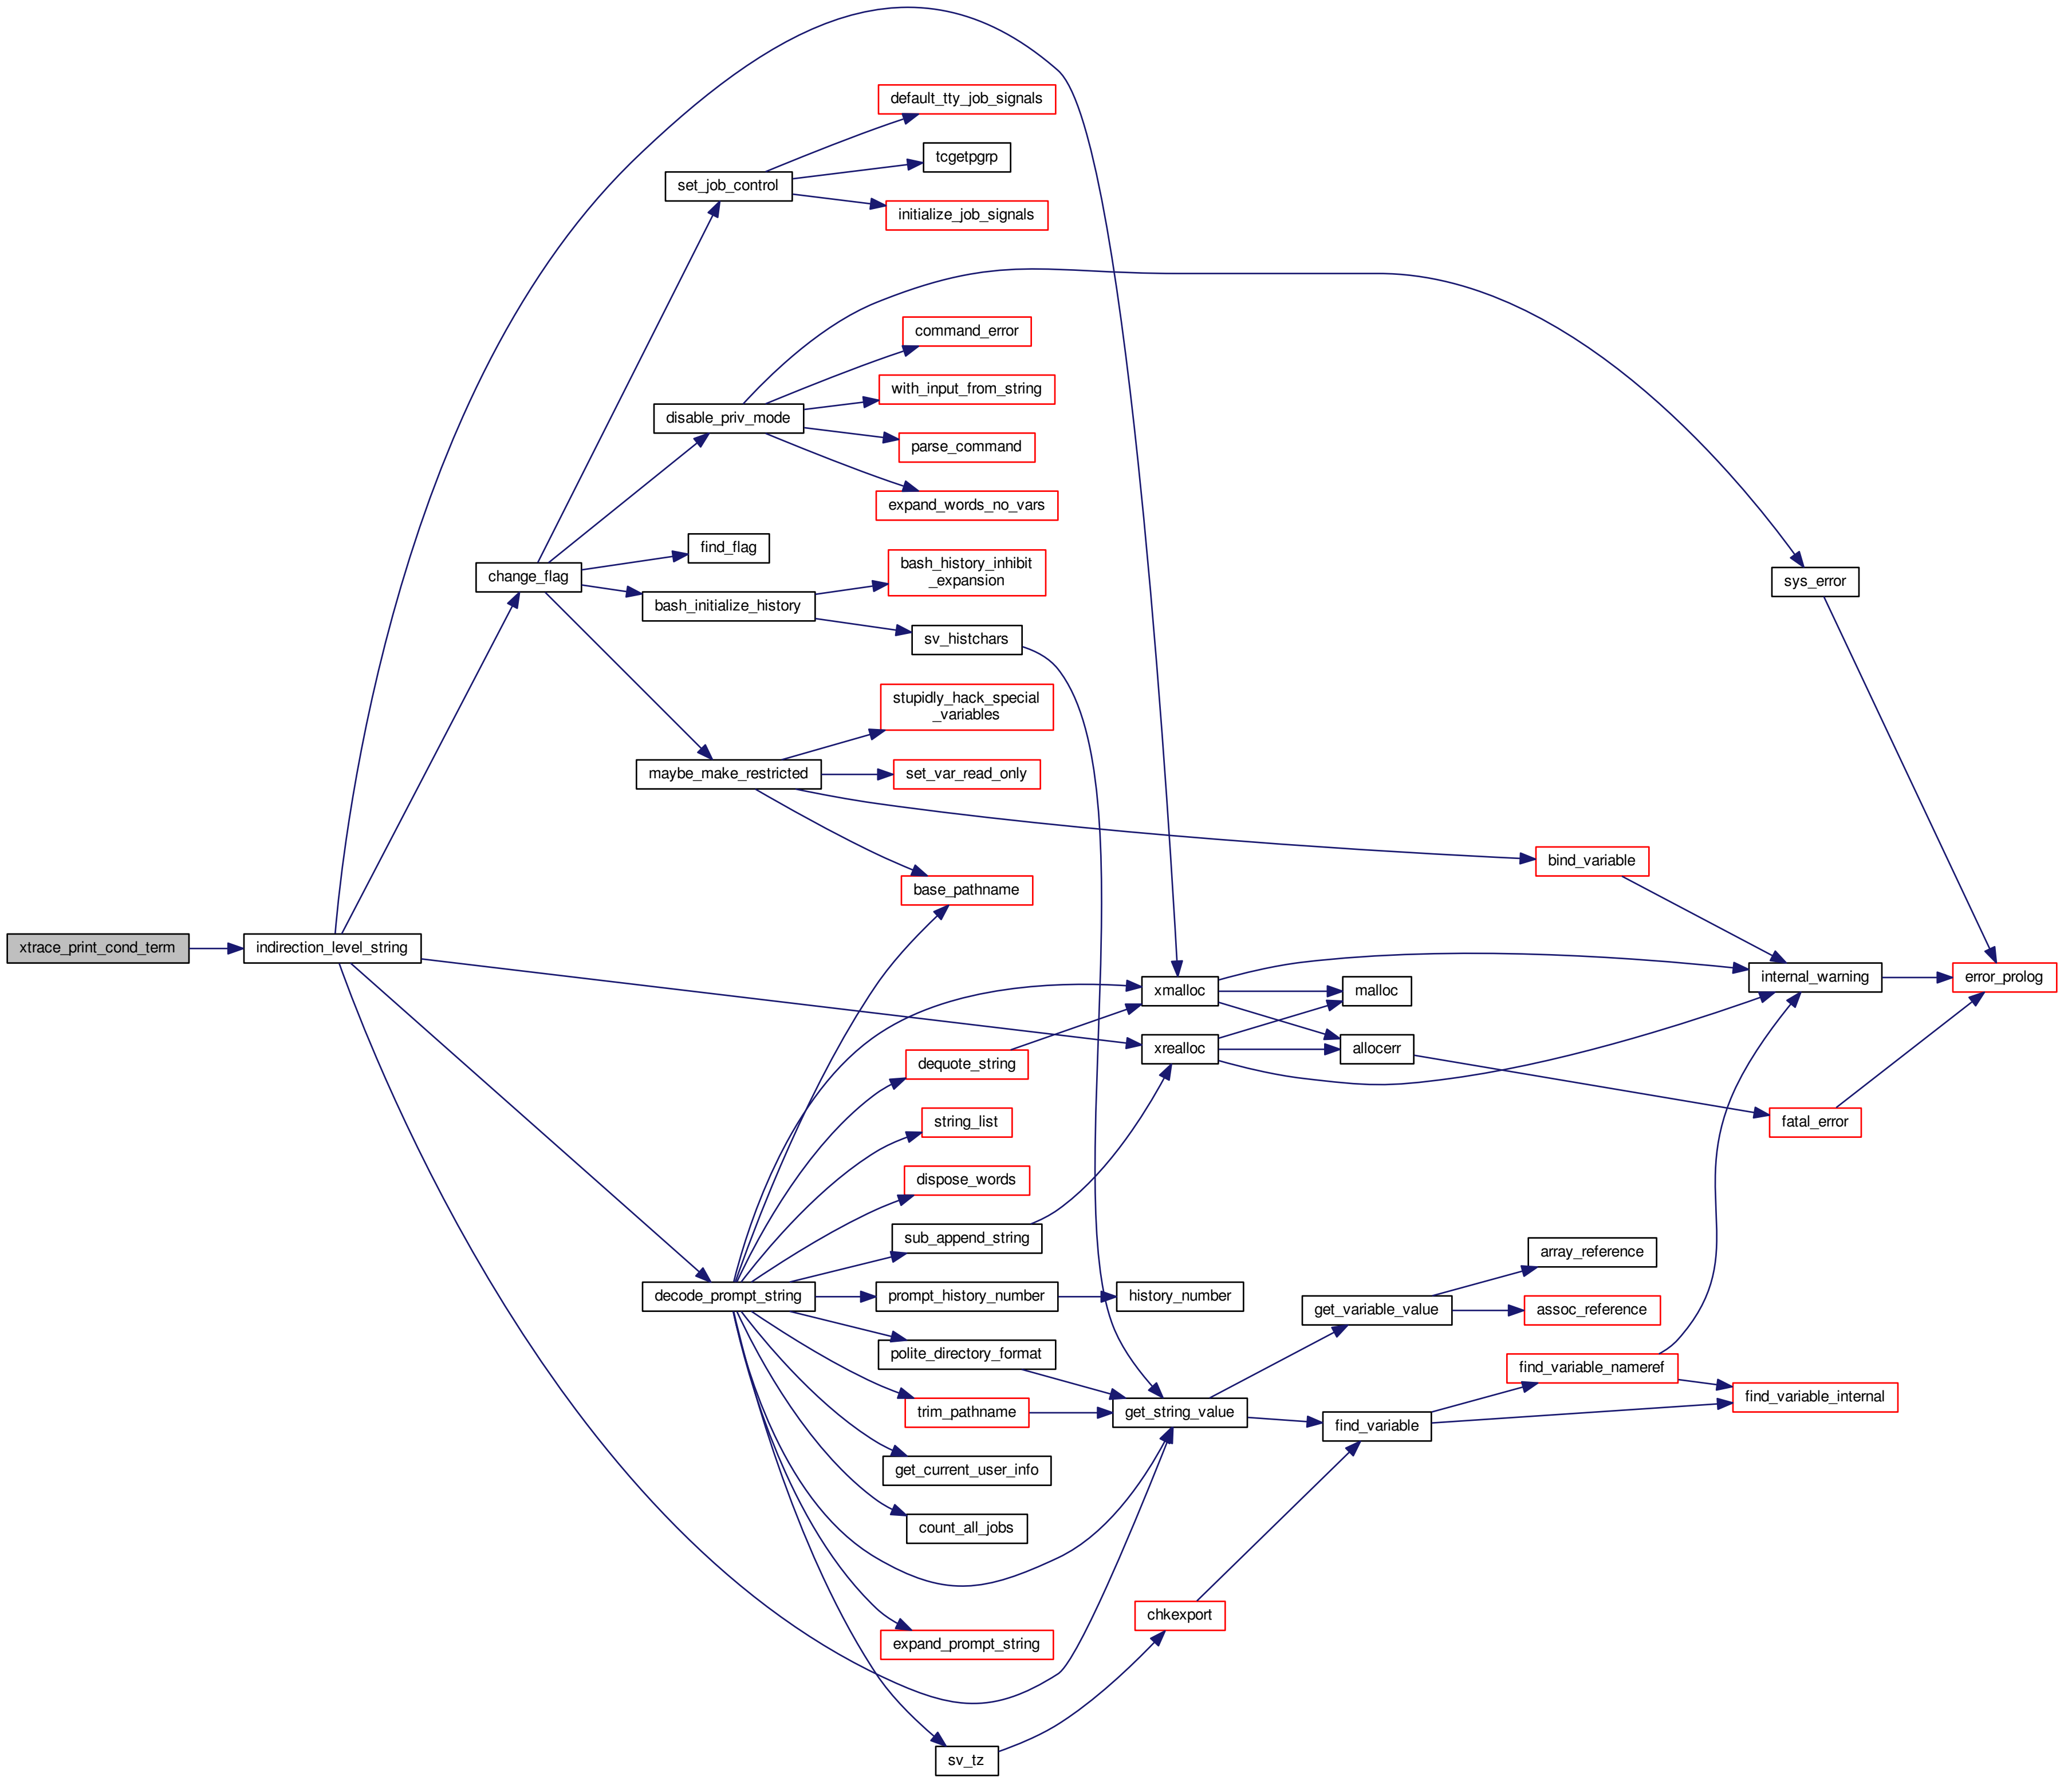 default_tty_job_signals
tcgetpgrp
set_job_control
initialize_job_signals
command_error
with_input_from_string
disable_priv_mode
parse_command
expand_words_no_vars
find_flag
bash_history_inhibit
_expansion
change_flag
sys_error
bash_initialize_history
sv_histchars
stupidly_hack_special
_variables
maybe_make_restricted
set_var_read_only
bind_variable
base_pathname
xtrace_print_cond_term
indirection_level_string
internal_warning
error_prolog
xmalloc
malloc
xrealloc
allocerr
dequote_string
string_list
fatal_error
dispose_words
sub_append_string
array_reference
decode_prompt_string
prompt_history_number
history_number
get_variable_value
assoc_reference
polite_directory_format
find_variable_nameref
find_variable_internal
trim_pathname
get_string_value
find_variable
get_current_user_info
count_all_jobs
chkexport
expand_prompt_string
sv_tz